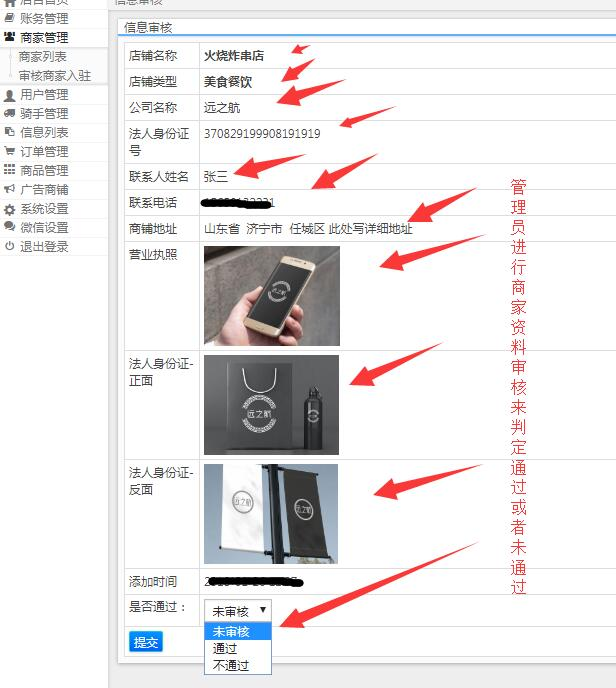 信息审核
账务管理
商家管理
商家列表
审核商家入驻
用户管理
骑手管理
信息列表
订单管理
商品管理
广告商铺
系统设置
微信设置
退出登录
信息审核
店铺名称 火烧炸串店
店铺类型 美食餐饮
公司名称 远之航
法人身份证号 370829199908191919
联系人姓名 张三
联系电话
商铺地址 山东省 济宁市 任城区 此处写详细地址
营业执照
远之航
法人身份证-正面
远之航
法人身份证-反面
远之航
添加时间
是否通过： 未审核
未审核
通过
不通过
提交
管理员进行商家资料审核来判定通过或者未通过